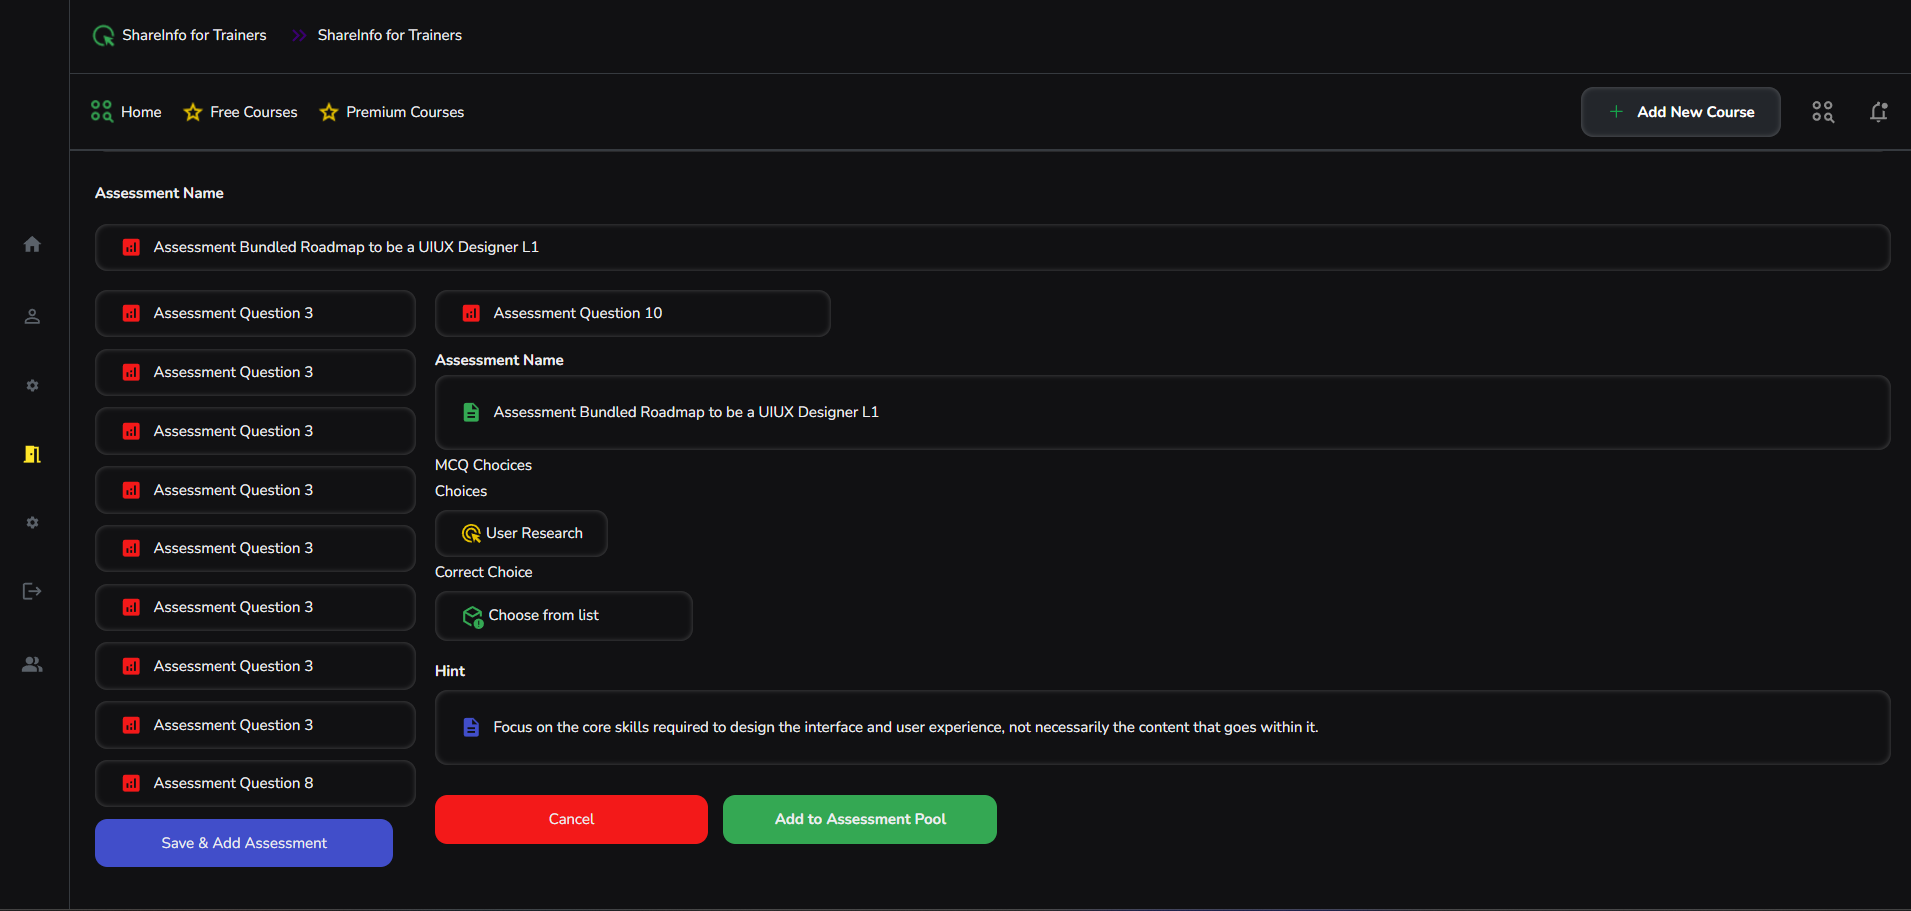 ShareInfo for Trainers ShareInfo for Trainers
Home Free Courses Premium Courses Add New Course
Assessment Name
Assessment Bundled Roadmap to be a UIUX Designer L1
Assessment Question 3
Assessment Question 3
Assessment Question 3
Assessment Question 3
Assessment Question 3
Assessment Question 3
Assessment Question 3
Assessment Question 3
Assessment Question 8
Save & Add Assessment
Assessment Question 10
Assessment Name
Assessment Bundled Roadmap to be a UIUX Designer L1
MCQ Chocices
Choices
User Research
Correct Choice
Choose from list
Hint
Focus on the core skills required to design the interface and user experience, not necessarily the content that goes within it.
Cancel Add to Assessment Pool